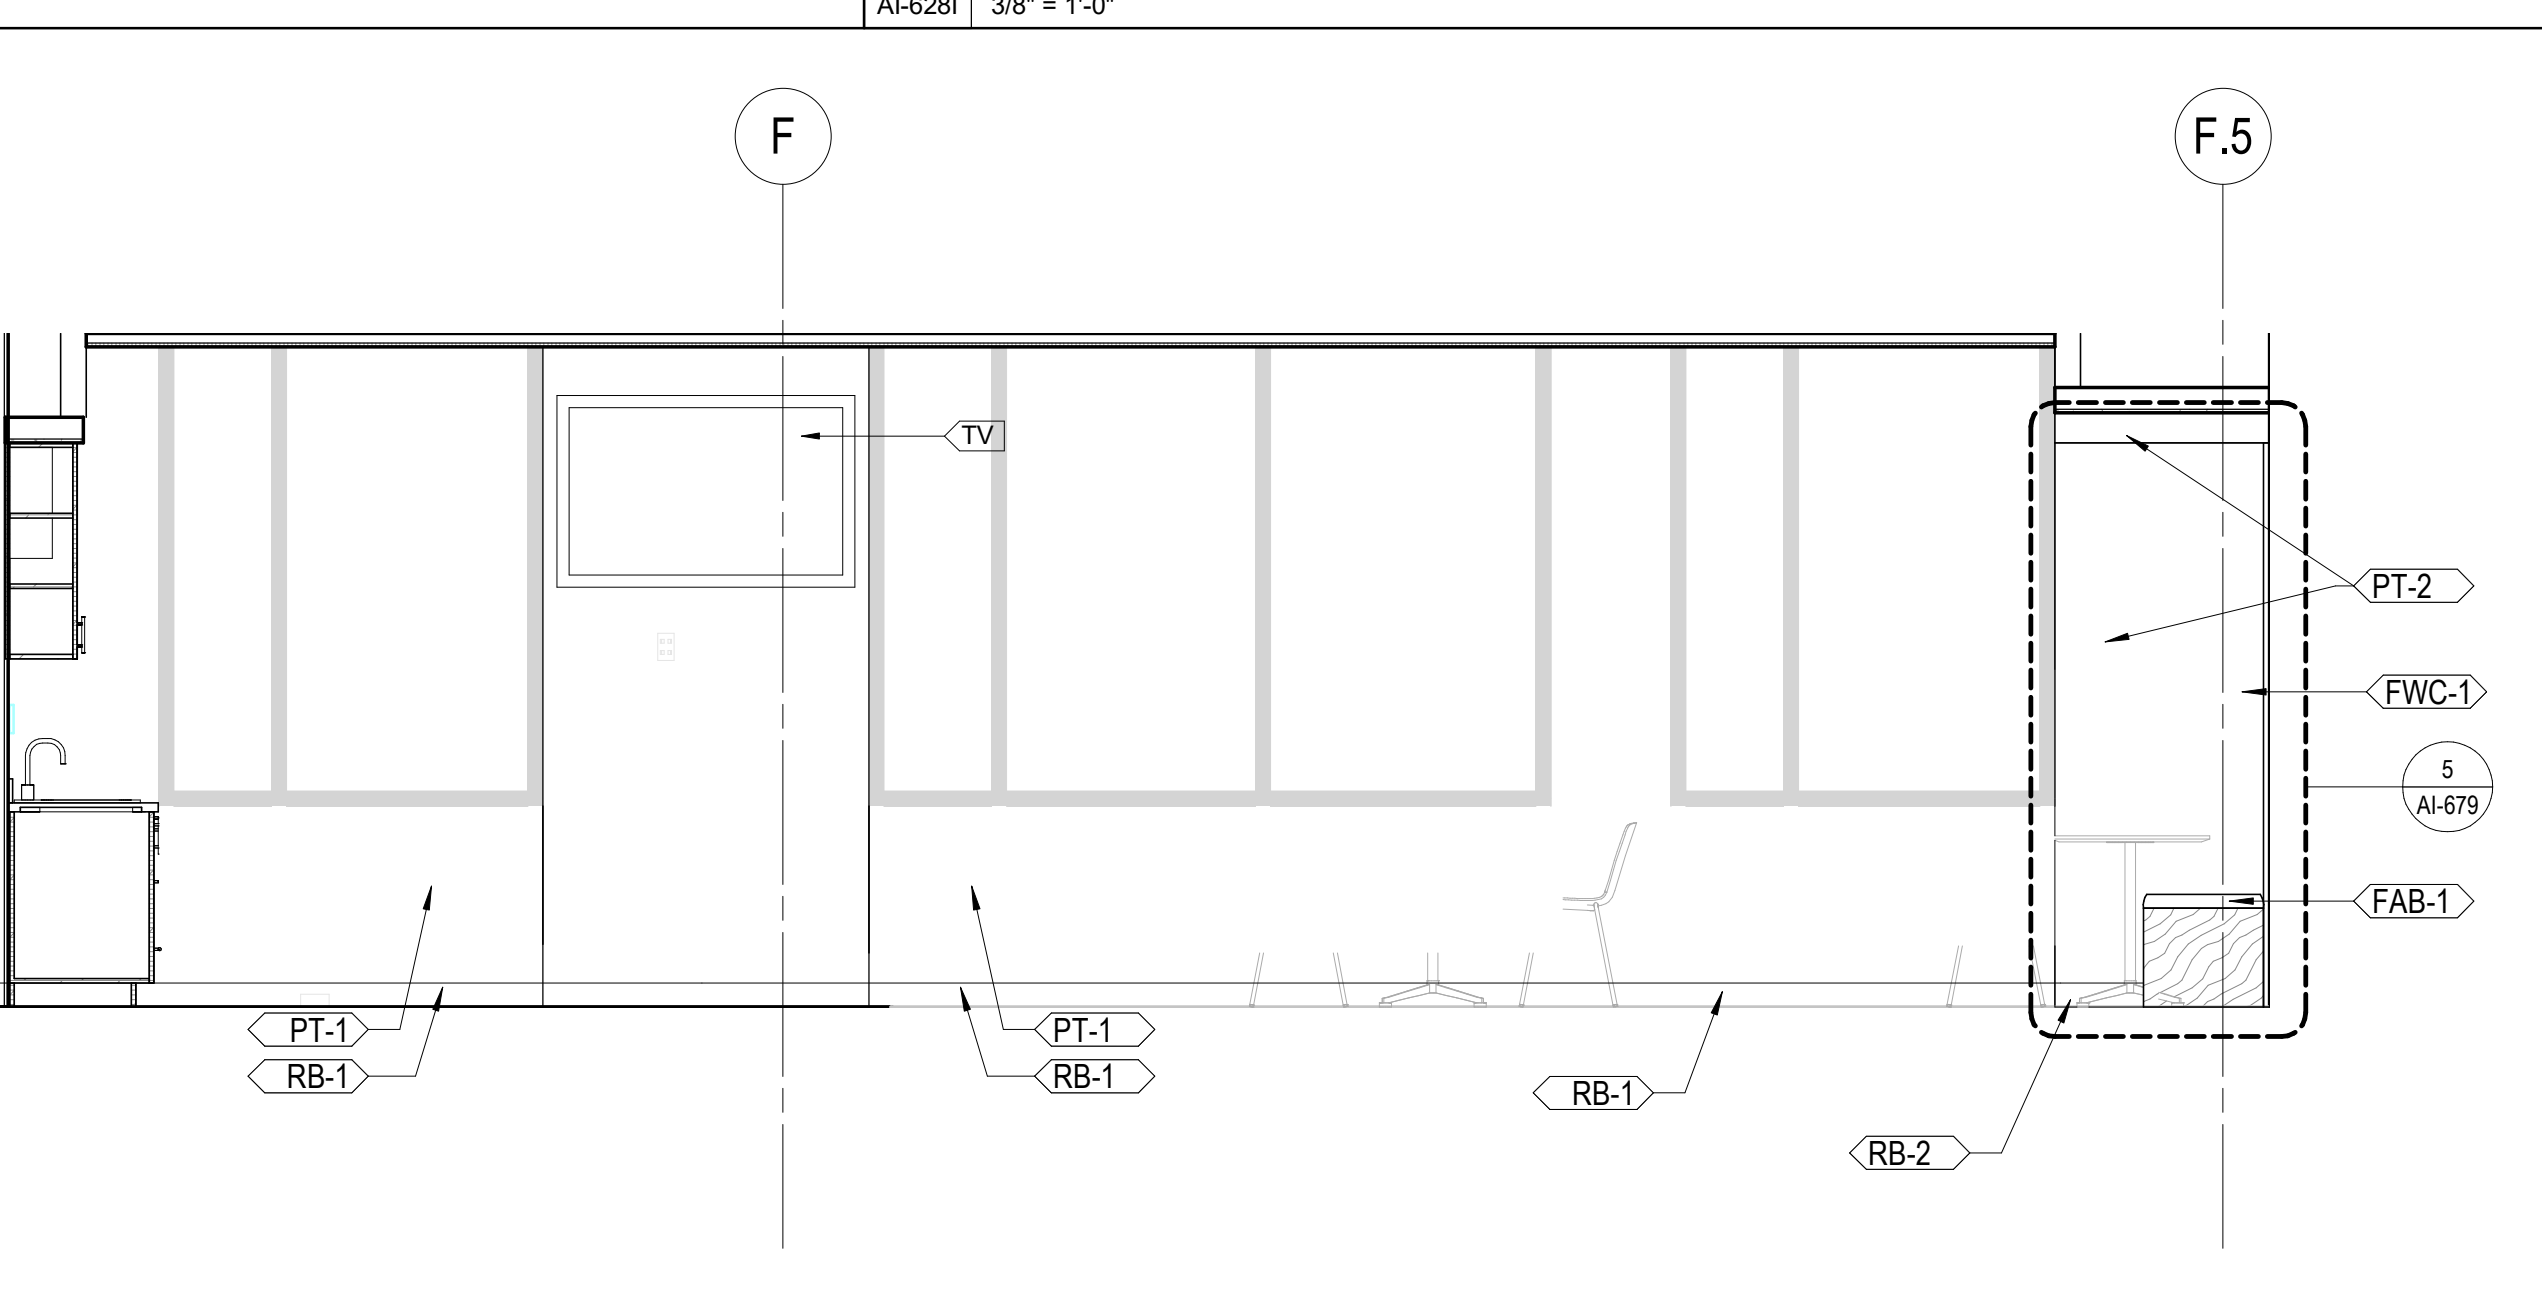 AI-628I 3/8" = 1'-0"
F
F.5
TV
PT-2
FWC-1
5
AI-679
FAB-1
PT-1
RB-1
PT-1
RB-1
RB-1
RB-2